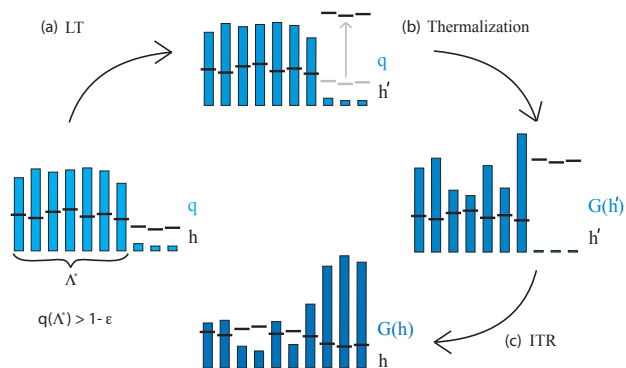 (a) LT
q
h′
(b) Thermalization
q
h
Λ*
q(Λ*) > 1- ε
G(h′)
h′
G(h)
h
(c) ITR